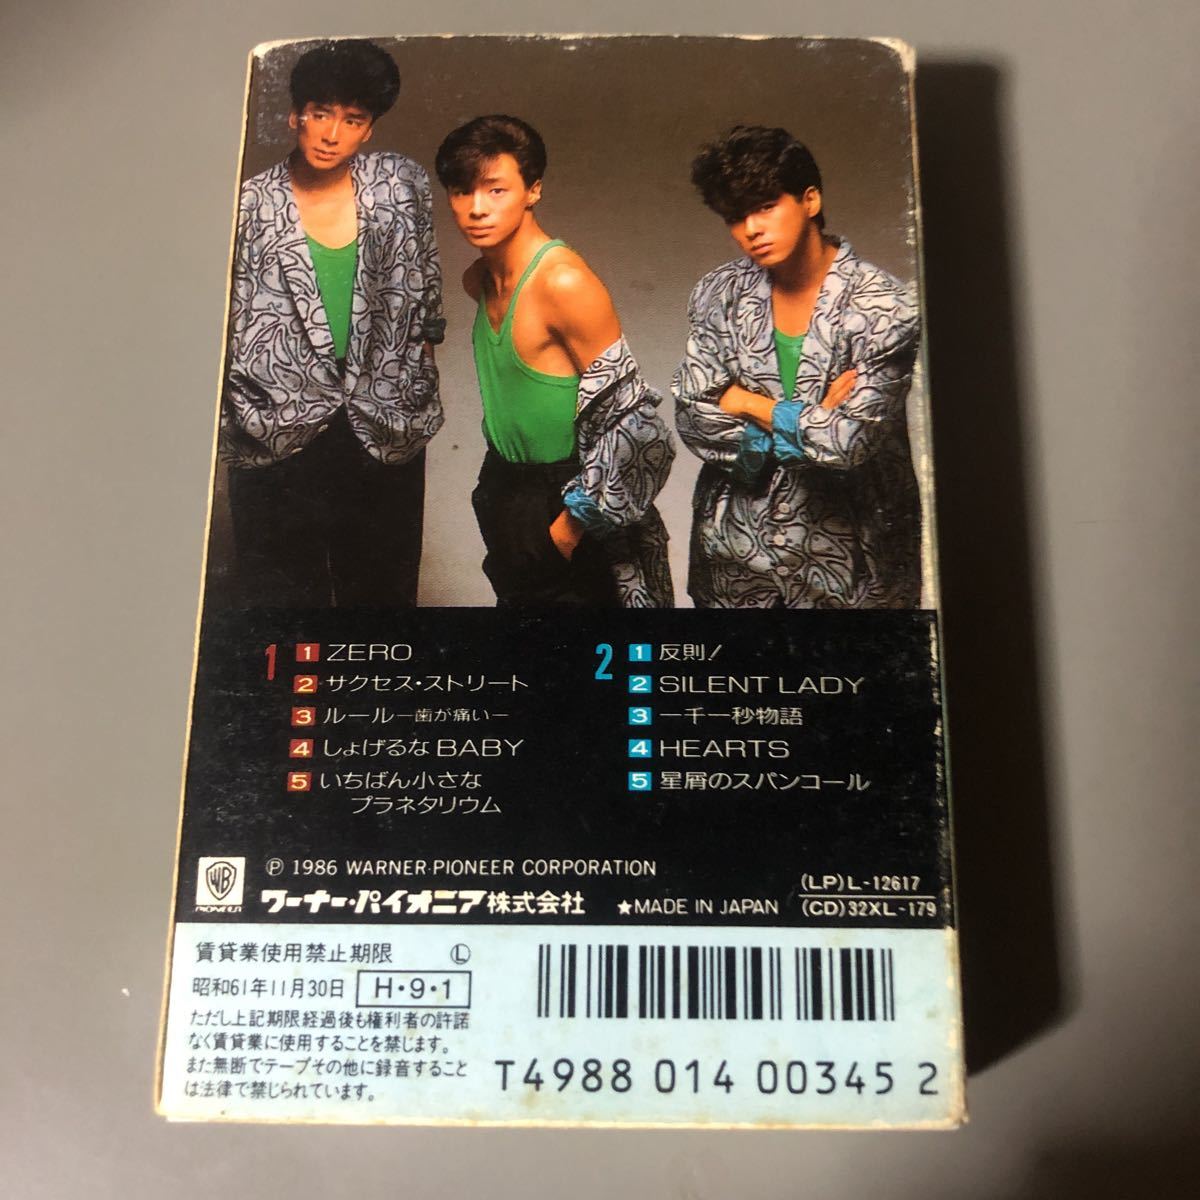 1
1 ZERO
2 サクセス・ストリート
3 ルール—歯が痛い—
4 しょげるなBABY
5 いちばん小さな
プラネタリウム
2
1 反則!
2 SILENT LADY
3 一千一秒物語
4 HEARTS
5 星屑のスパンコール
WB
PIONEER
Ⓟ 1986 WARNER-PIONEER CORPORATION
ワーナー・パイオニア株式会社
★MADE IN JAPAN
(LP)L-12617
(CD)32XL-179
賃貸業使用禁止期限 Ⓛ
昭和61年11月30日 H・9・1
ただし上記期限経過後も権利者の許諾
なく賃貸業に使用することを禁じます。
また無断でテープその他に録音すること
は法律で禁じられています。
T4988 014 00345 2